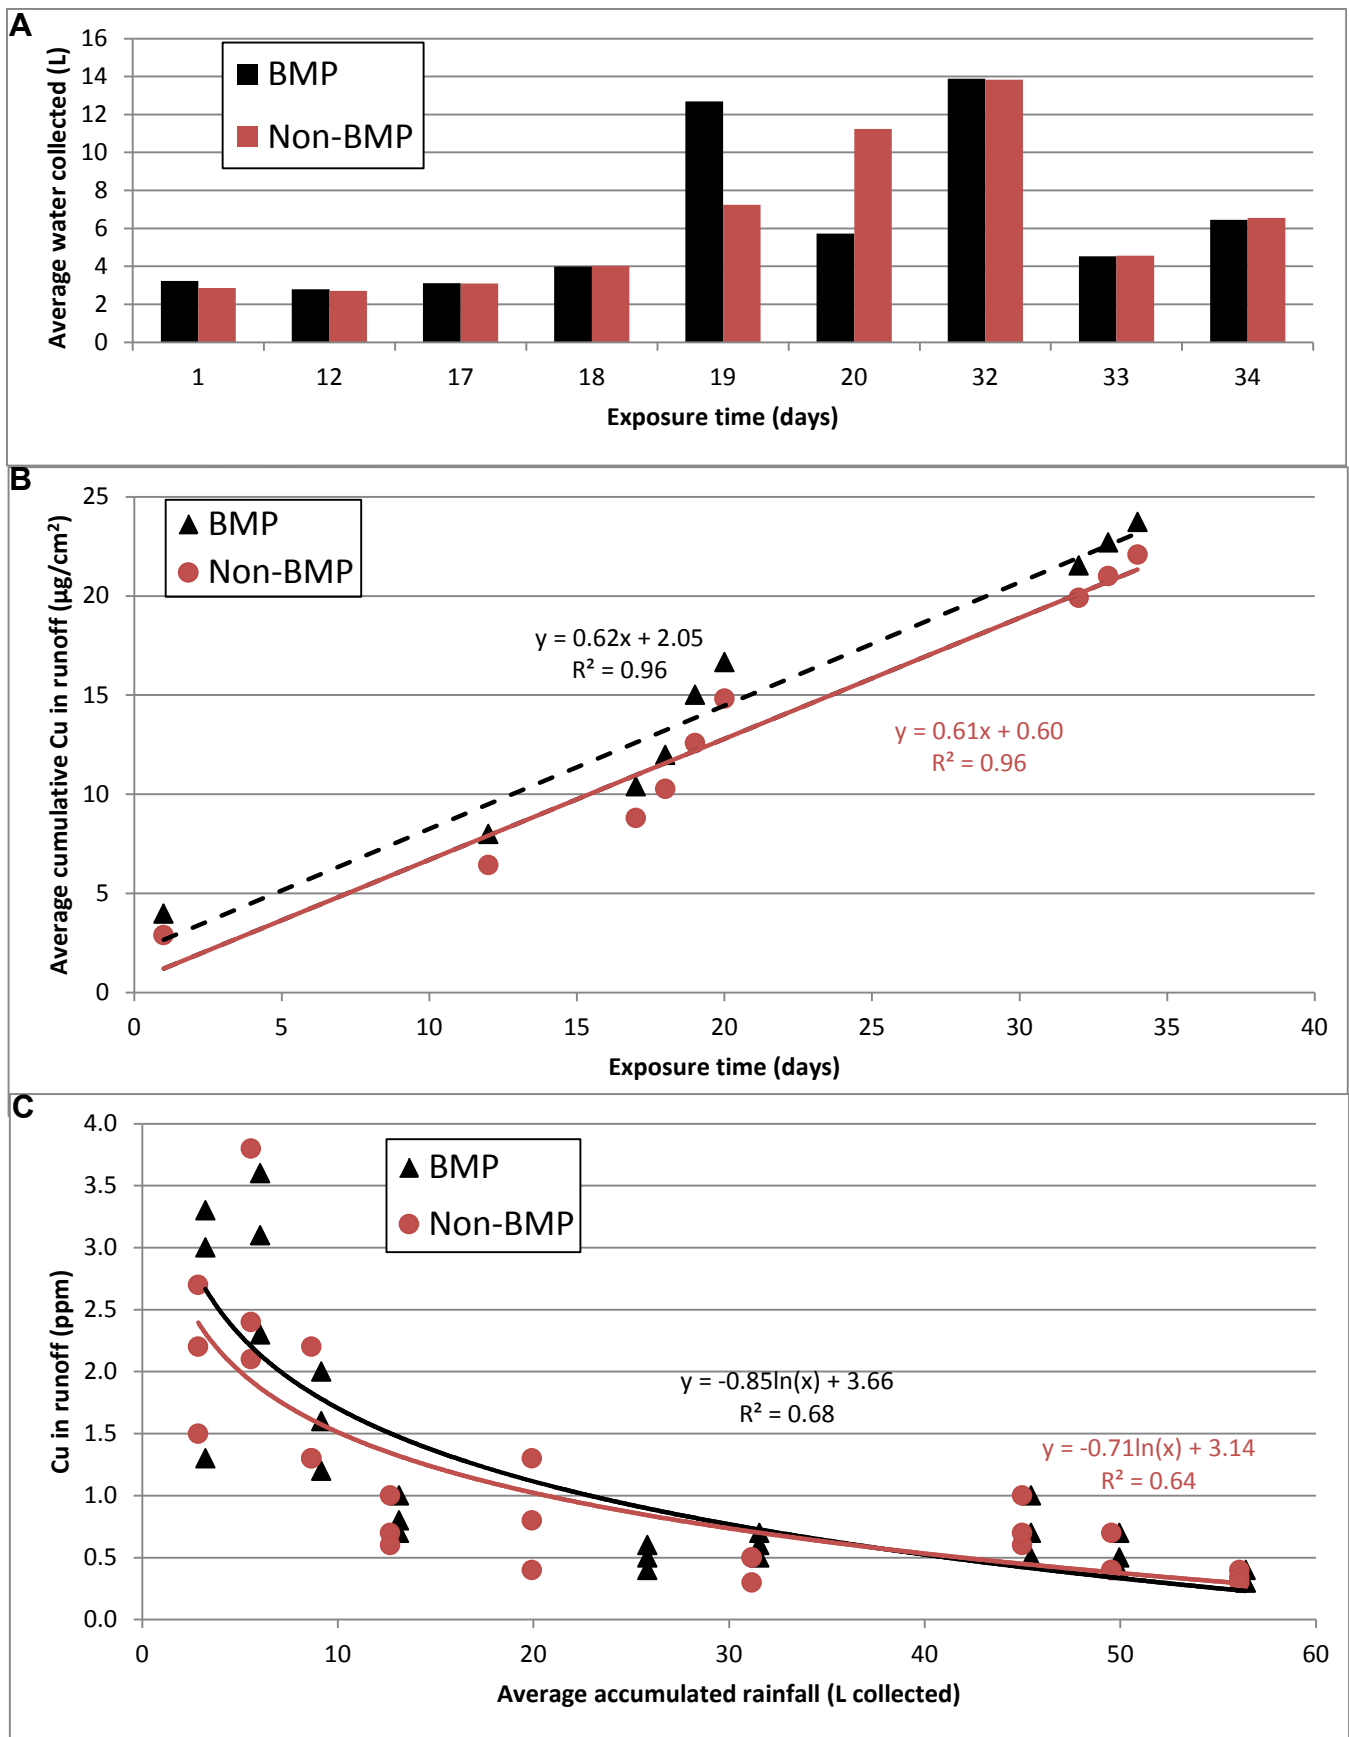 A
Average water collected (L)
16
14
12
10
8
6
4
2
0
BMP
Non-BMP
1 12 17 18 19 20 32 33 34
Exposure time (days)
B
Average cumulative Cu in runoff (µg/cm²)
25
20
15
10
5
0
BMP
Non-BMP
y = 0.62x + 2.05
R² = 0.96
y = 0.61x + 0.60
R² = 0.96
0 5 10 15 20 25 30 35 40
Exposure time (days)
C
Cu in runoff (ppm)
4.0
3.5
3.0
2.5
2.0
1.5
1.0
0.5
0.0
BMP
Non-BMP
y = -0.85ln(x) + 3.66
R² = 0.68
y = -0.71ln(x) + 3.14
R² = 0.64
0 10 20 30 40 50 60
Average accumulated rainfall (L collected)